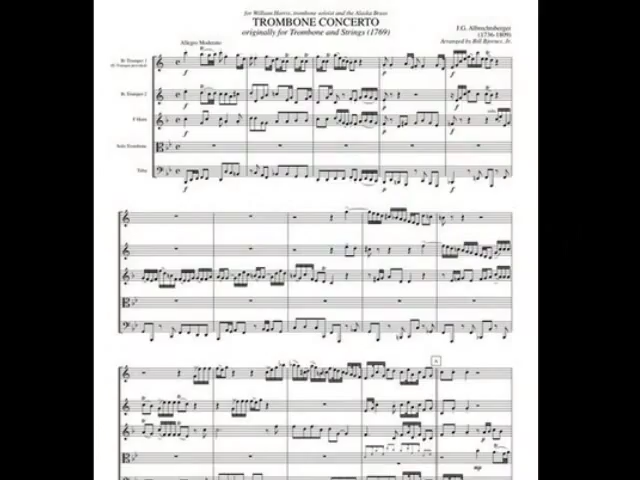 for William Harris, trombone soloist and the Alaska Brass
TROMBONE CONCERTO
originally for Trombone and Strings (1769)
J.G. Albrechtsberger
(1736-1809)
Arranged by Bill Bjornes, Jr.
Allegro Moderato
Bb Trumpet 1
Bb Trumpet 2
F Horn
Solo Trombone
Tuba
f
p
f
f
p
f
f
p
f
f
p
f
p
mp